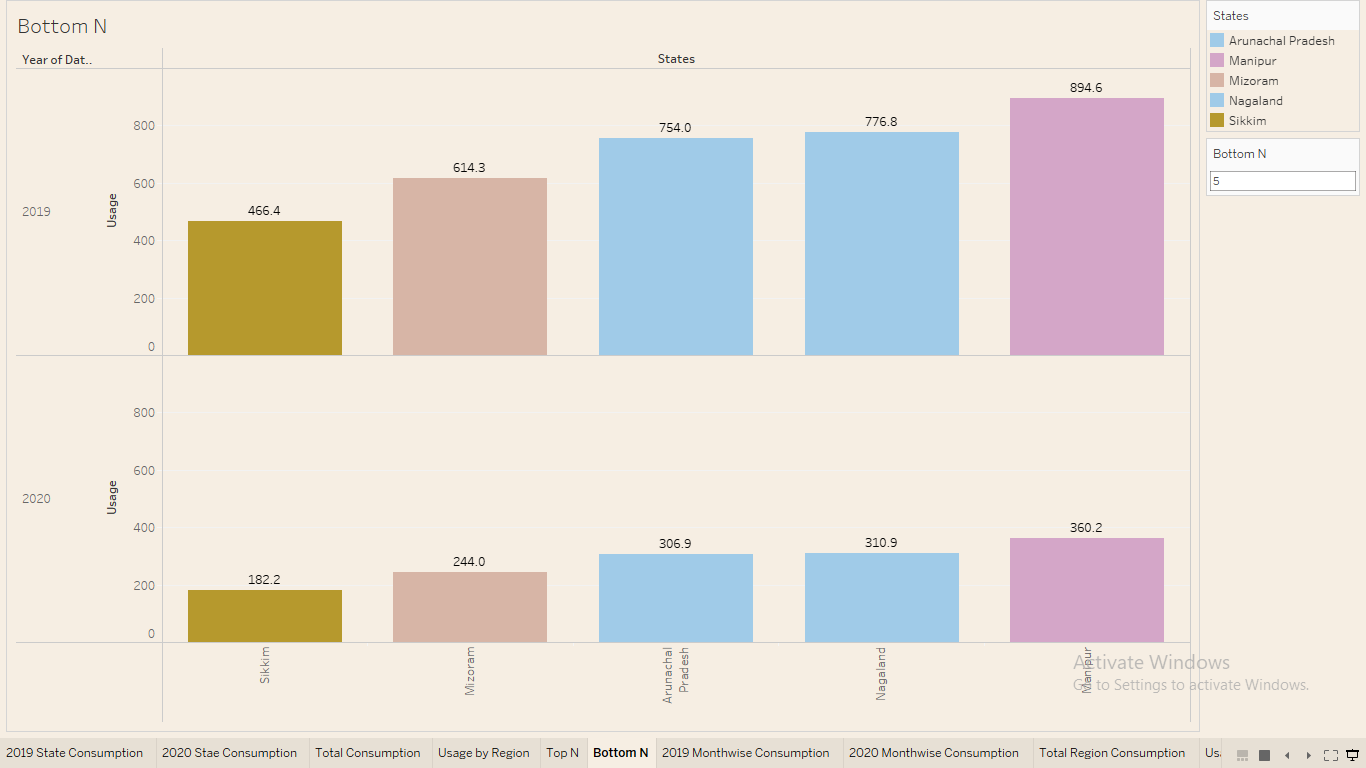 Bottom N
Year of Dat..
States
2019
Usage
800
600
400
200
0
466.4
614.3
754.0
776.8
894.6
2020
Usage
800
600
400
200
0
182.2
244.0
306.9
310.9
360.2
Sikkim
Mizoram
Arunachal
Pradesh
Nagaland
Manipur
States
Arunachal Pradesh
Manipur
Mizoram
Nagaland
Sikkim
Bottom N
5
Activate Windows
Go to Settings to activate Windows.
2019 State Consumption
2020 Stae Consumption
Total Consumption
Usage by Region
Top N
Bottom N
2019 Monthwise Consumption
2020 Monthwise Consumption
Total Region Consumption